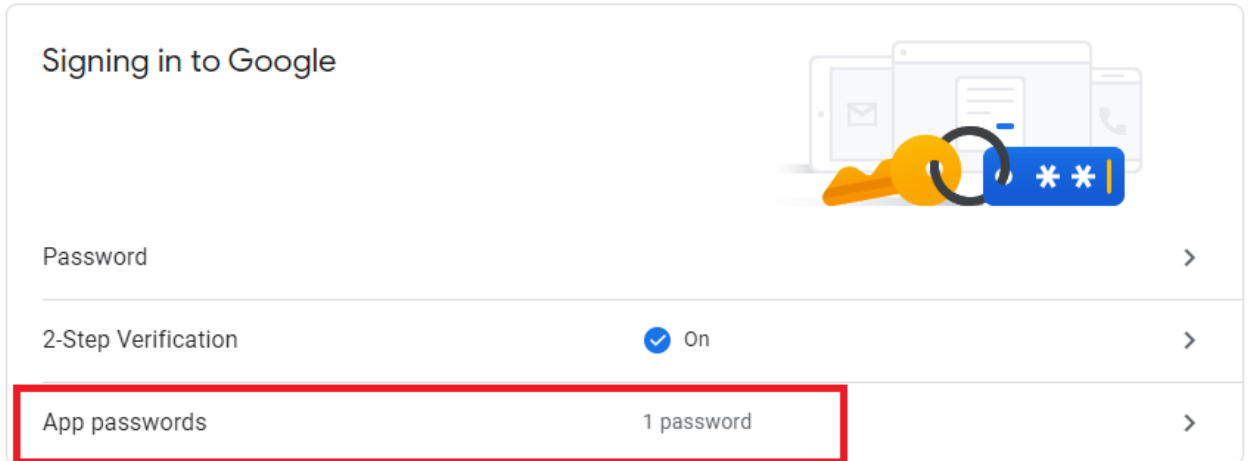 Signing in to Google
**
Password
2-Step Verification On
App passwords 1 password